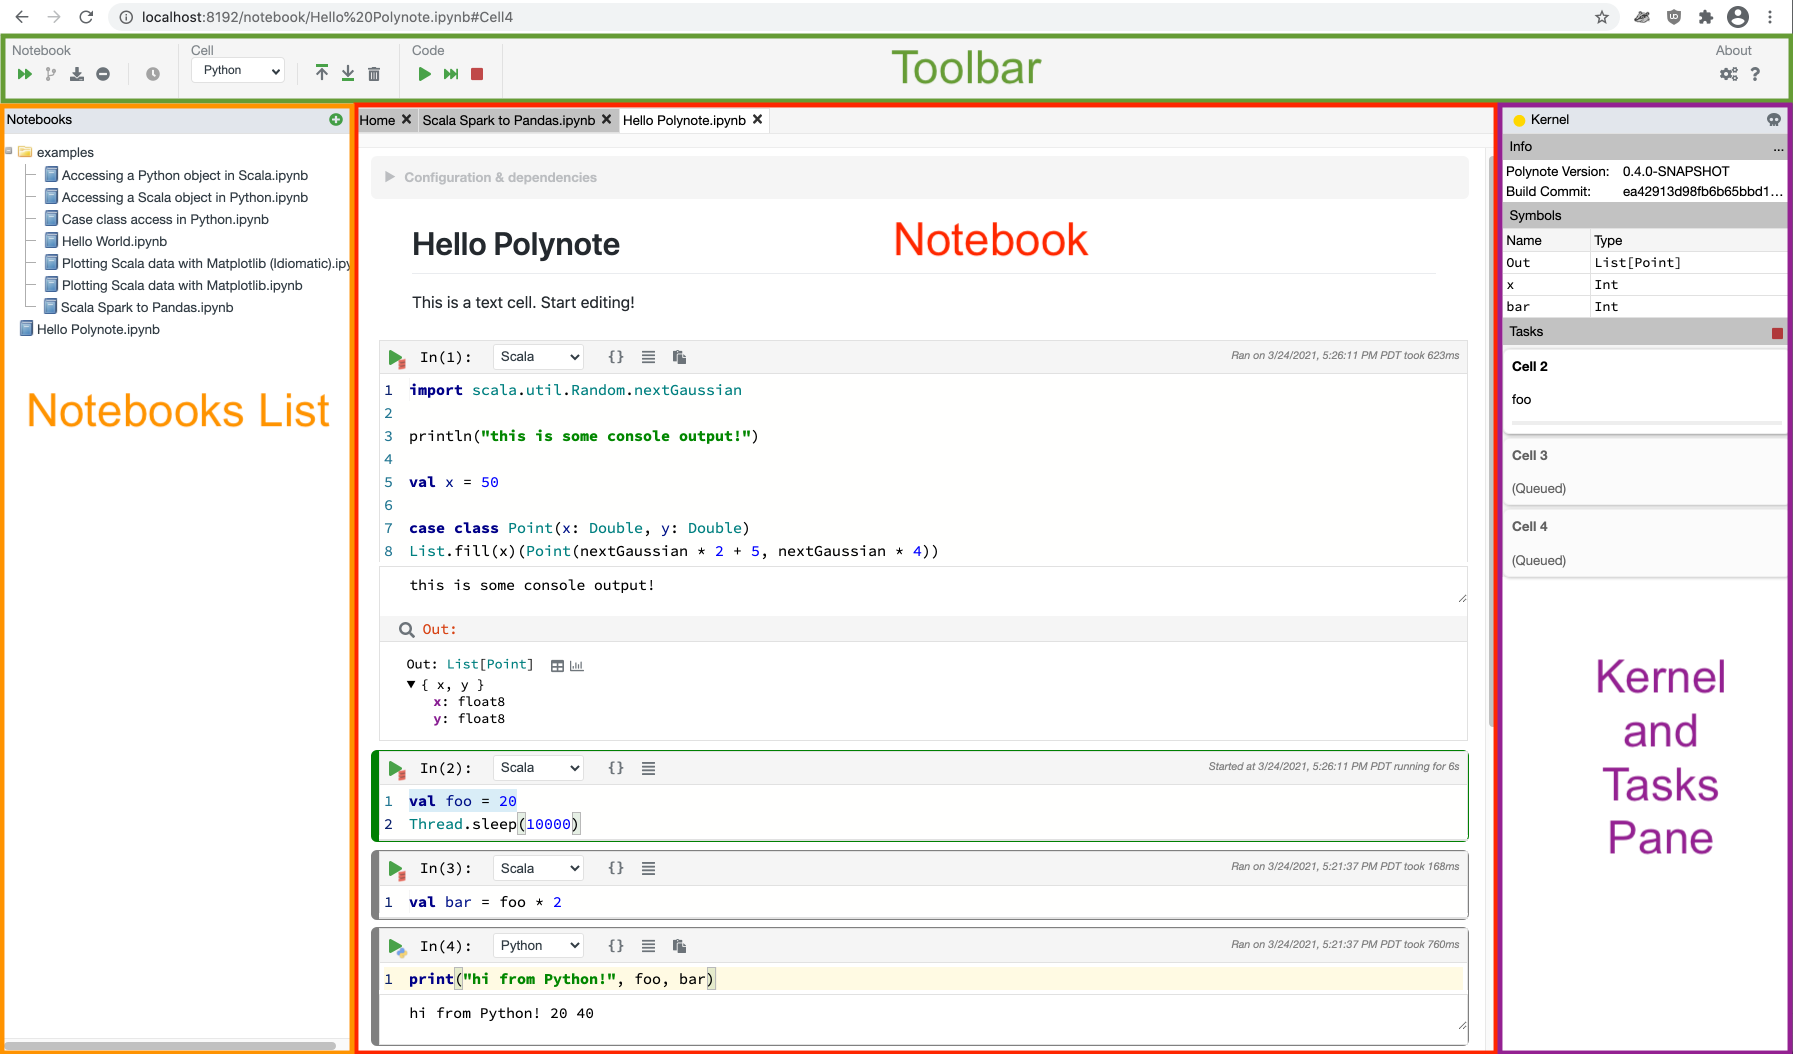 localhost:8192/notebook/Hello%20Polynote.ipynb#Cell4
Notebook
Cell
Python
Code
Toolbar
About
Notebooks
examples
Accessing a Python object in Scala.ipynb
Accessing a Scala object in Python.ipynb
Case class access in Python.ipynb
Hello World.ipynb
Plotting Scala data with Matplotlib (Idiomatic).ipy
Plotting Scala data with Matplotlib.ipynb
Scala Spark to Pandas.ipynb
Hello Polynote.ipynb
Notebooks List
Home Scala Spark to Pandas.ipynb Hello Polynote.ipynb
Configuration & dependencies
Hello Polynote
Notebook
This is a text cell. Start editing!
In(1): Scala {} Ran on 3/24/2021, 5:26:11 PM PDT took 623ms
1 import scala.util.Random.nextGaussian
2
3 println("this is some console output!")
4
5 val x = 50
6
7 case class Point(x: Double, y: Double)
8 List.fill(x)(Point(nextGaussian * 2 + 5, nextGaussian * 4))
this is some console output!
Out:
Out: List[Point]
{ x, y }
x: float8
y: float8
In(2): Scala {} Started at 3/24/2021, 5:26:11 PM PDT running for 6s
1 val foo = 20
2 Thread.sleep(10000)
In(3): Scala {} Ran on 3/24/2021, 5:21:37 PM PDT took 168ms
1 val bar = foo * 2
In(4): Python {} Ran on 3/24/2021, 5:21:37 PM PDT took 760ms
1 print("hi from Python!", foo, bar)
hi from Python! 20 40
Kernel
Info ...
Polynote Version: 0.4.0-SNAPSHOT
Build Commit: ea42913d98fb6b65bbd1...
Symbols
Name Type
Out List[Point]
x Int
bar Int
Tasks
Cell 2
foo
Cell 3
(Queued)
Cell 4
(Queued)
Kernel
and
Tasks
Pane